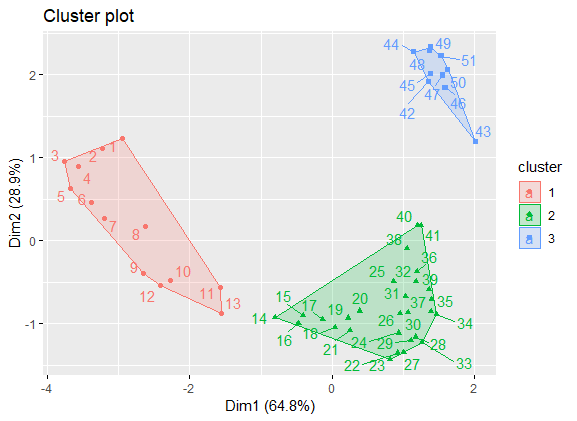 Cluster plot
44 49
48 51
45 47 50
42 46
43
3 2 1
4
5 6
7
8
9 10
12 11 13
40
38 41
36
25 32 39
15 17 19 20 31 37 35
14 34
16 18 26 30
21 24 29 28
22 23 27 33
2
1
0
-1
-4
-2
0
2
Dim2 (28.9%)
Dim1 (64.8%)
cluster
a 1
a 2
a 3